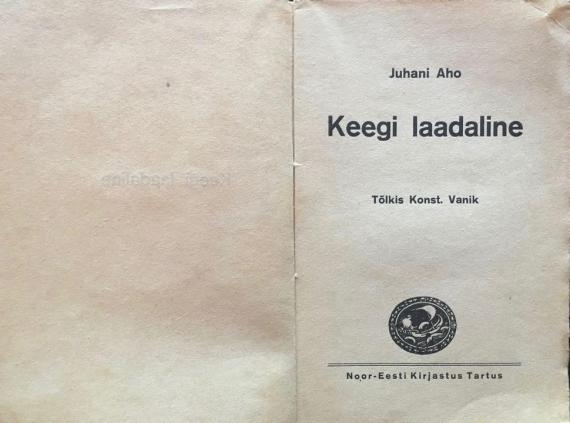 Juhani Aho
Keegi laadaline
Tõlkis Konst. Vanik
Noor-Eesti Kirjastus Tartus